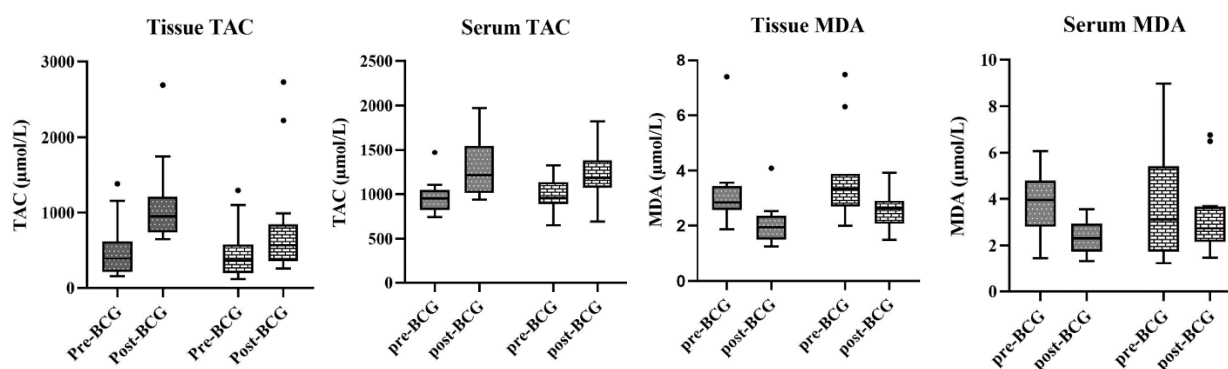 Tissue TAC
TAC (μmol/L)
3000
2000
1000
0
Pre-BCG
Post-BCG
Pre-BCG
Post-BCG
Serum TAC
TAC (μmol/L)
2500
2000
1500
1000
500
0
pre-BCG
post-BCG
pre-BCG
post-BCG
Tissue MDA
MDA (μmol/L)
8
6
4
2
0
pre-BCG
post-BCG
pre-BCG
post-BCG
Serum MDA
MDA (μmol/L)
10
8
6
4
2
0
pre-BCG
post-BCG
pre-BCG
post-BCG